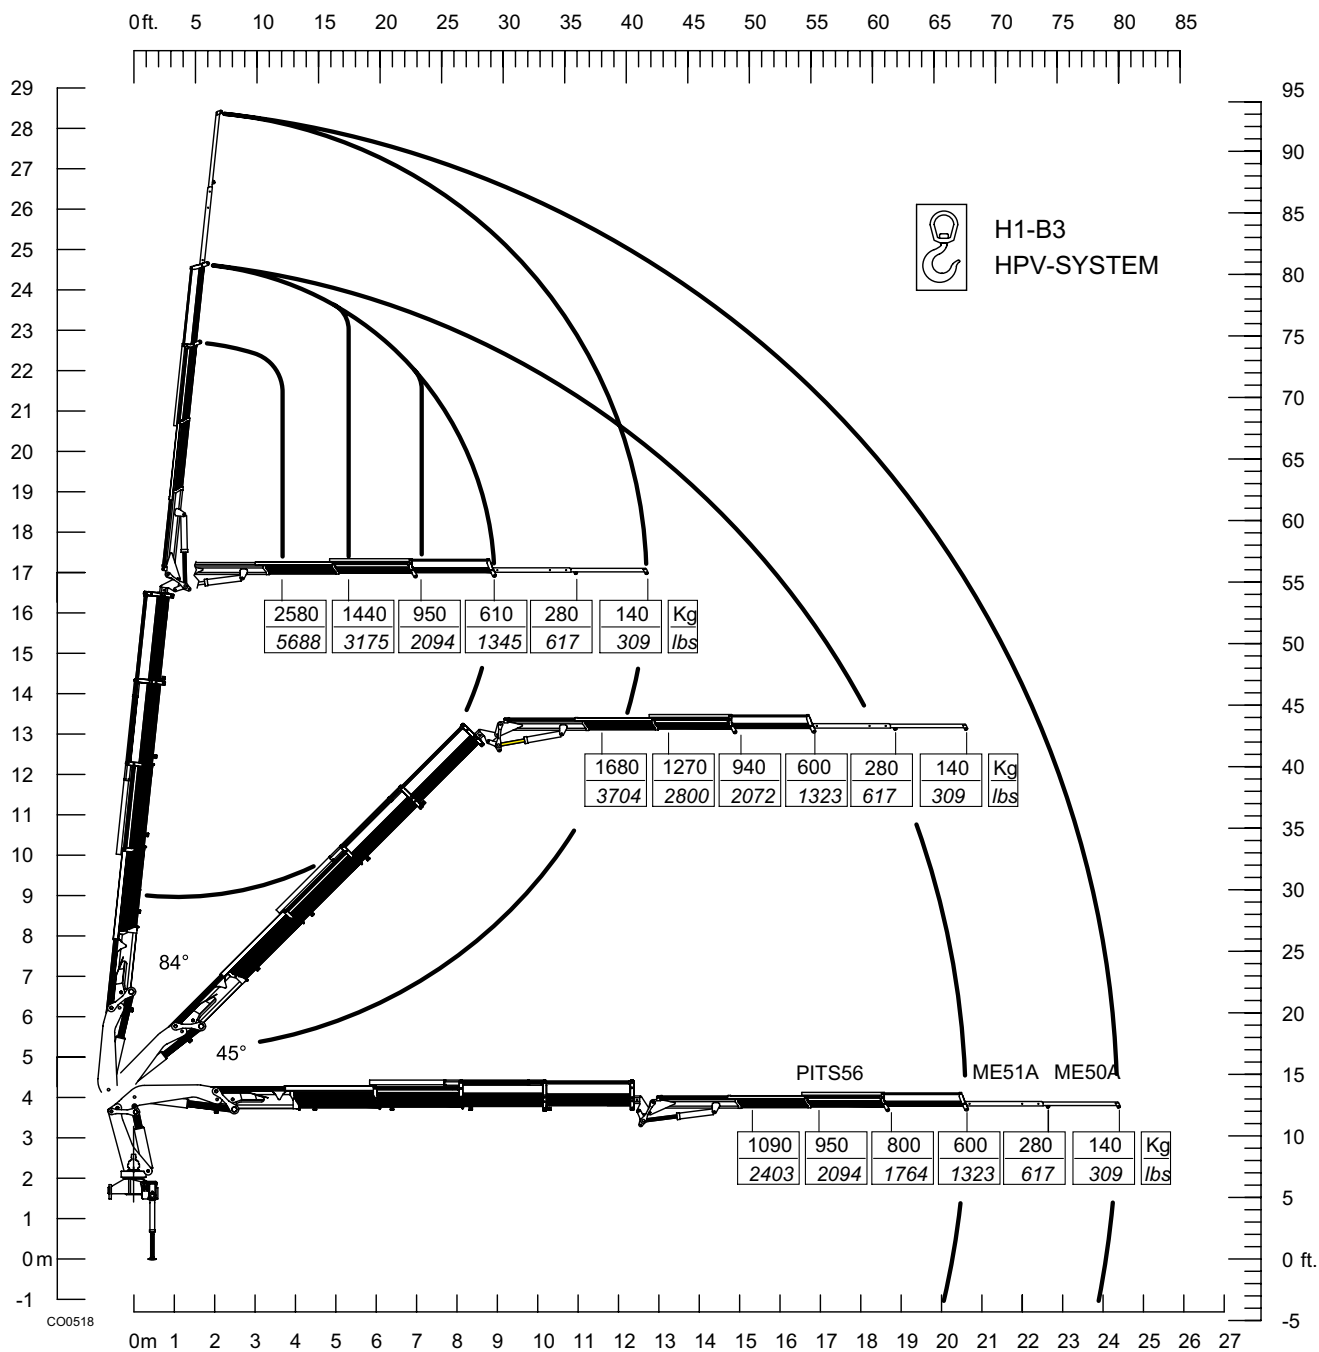 0 ft. 5 10 15 20 25 30 35 40 45 50 55 60 65 70 75 80 85
29 95
28
27 90
26 85
25
24 80
23 75
22
21 70
20 65
19
18 60
17 55
16
15 50
14 45
13
12 40
11 35
10
9 30
8 25
7
6 20
5 15
4
3 10
2
1 5
0 m 0 ft.
-1 -5
H1-B3
HPV-SYSTEM
2580 1440 950 610 280 140 Kg
5688 3175 2094 1345 617 309 lbs
1680 1270 940 600 280 140 Kg
3704 2800 2072 1323 617 309 lbs
84°
45°
PITS56 ME51A ME50A
1090 950 800 600 280 140 Kg
2403 2094 1764 1323 617 309 lbs
CO0518
0m 1 2 3 4 5 6 7 8 9 10 11 12 13 14 15 16 17 18 19 20 21 22 23 24 25 26 27